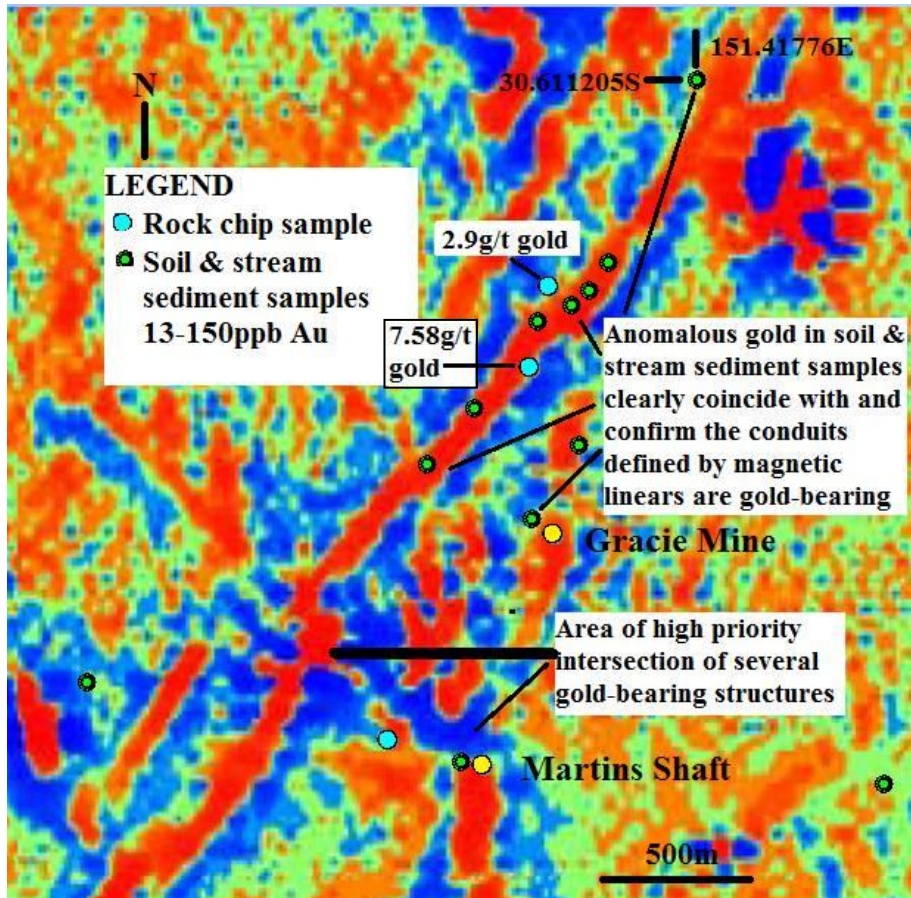 151.41776E
30.611205S
N
LEGEND
Rock chip sample
Soil & stream
sediment samples
13-150ppb Au
2.9g/t gold
7.58g/t
gold
Anomalous gold in soil &
stream sediment samples
clearly coincide with and
confirm the conduits
defined by magnetic
linears are gold-bearing
Gracie Mine
Area of high priority
intersection of several
gold-bearing structures
Martins Shaft
500m